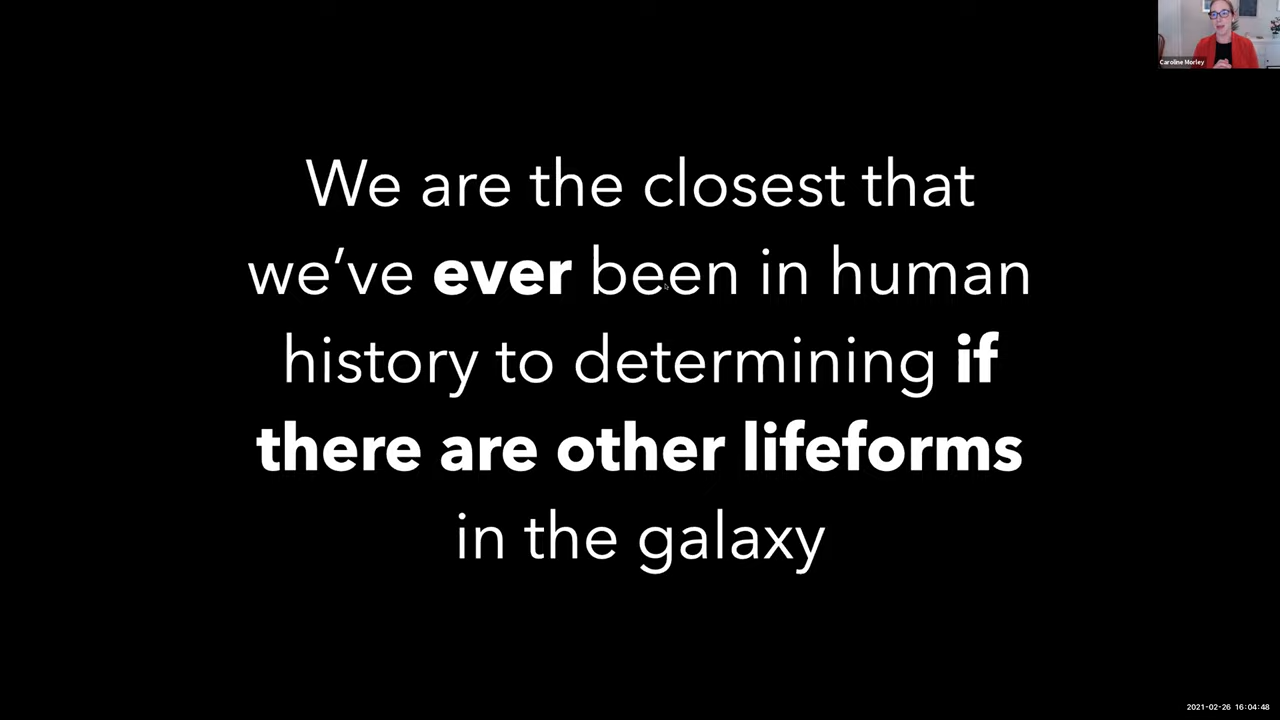 Caroline Morley
We are the closest that
we’ve ever been in human
history to determining if
there are other lifeforms
in the galaxy
2021-02-26 16:04:48